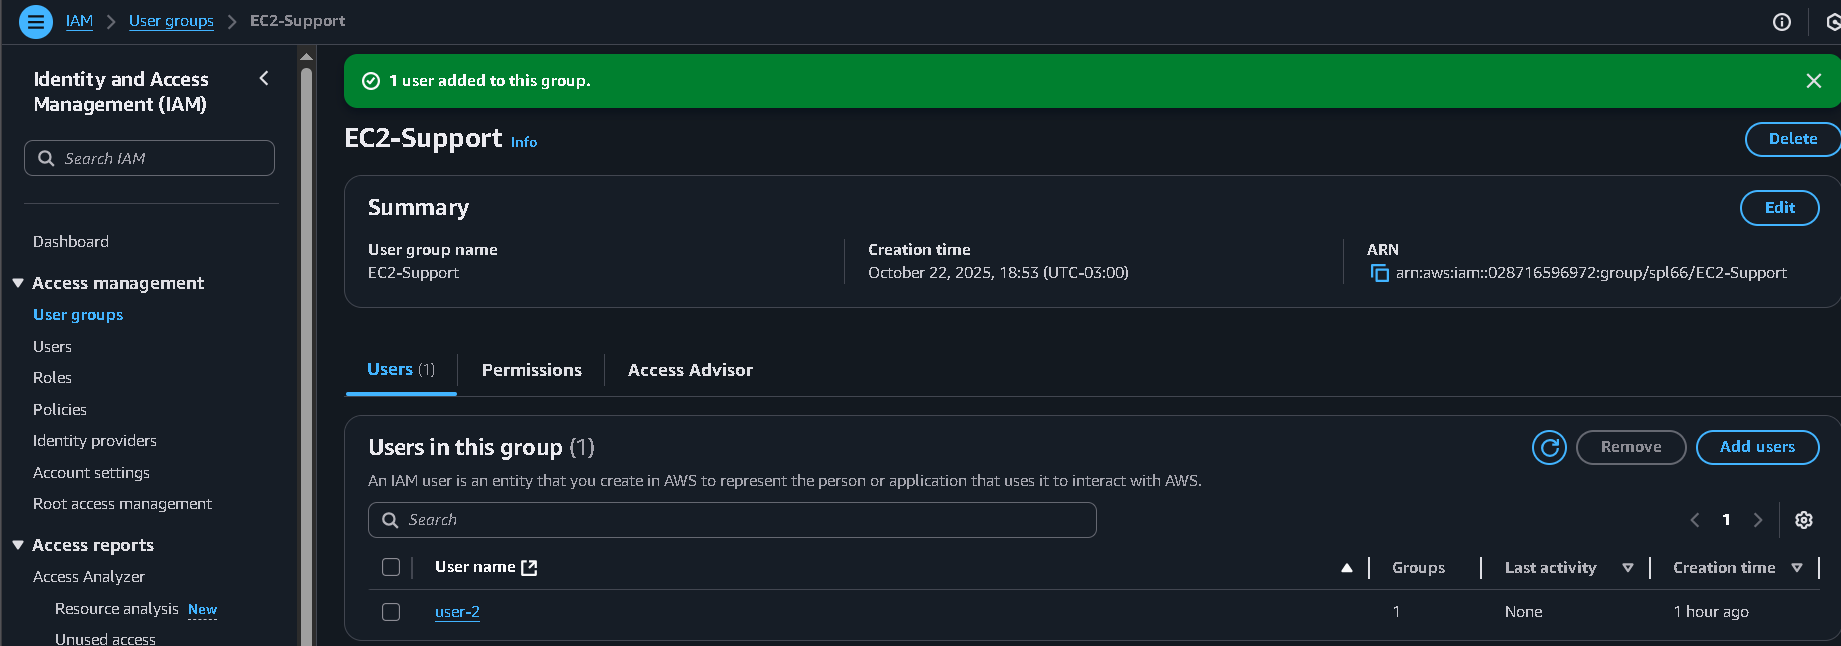 IAM > User groups > EC2-Support
Identity and Access
Management (IAM)
Search IAM
Dashboard
Access management
User groups
Users
Roles
Policies
Identity providers
Account settings
Root access management
Access reports
Access Analyzer
Resource analysis New
Unused access
1 user added to this group.
EC2-Support Info
Delete
Summary
Edit
User group name
EC2-Support
Creation time
October 22, 2025, 18:53 (UTC-03:00)
ARN
arn:aws:iam::028716596972:group/spl66/EC2-Support
Users (1)
Permissions
Access Advisor
Users in this group (1)
Remove
Add users
An IAM user is an entity that you create in AWS to represent the person or application that uses it to interact with AWS.
Search
1
User name Groups Last activity Creation time
user-2 1 None 1 hour ago